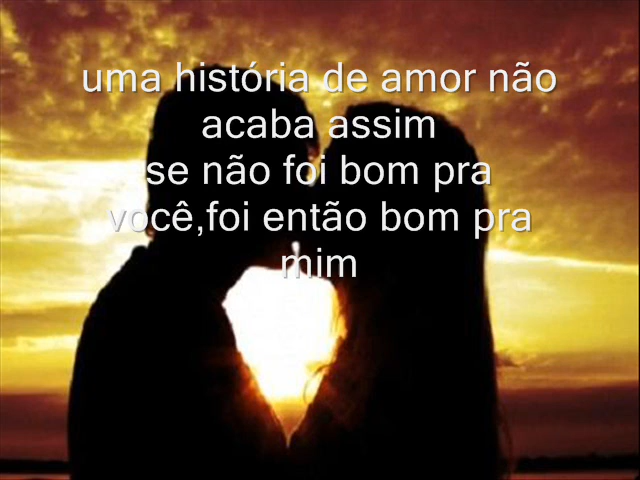 uma história de amor não
acaba assim
se não foi bom pra
você,foi então bom pra
mim